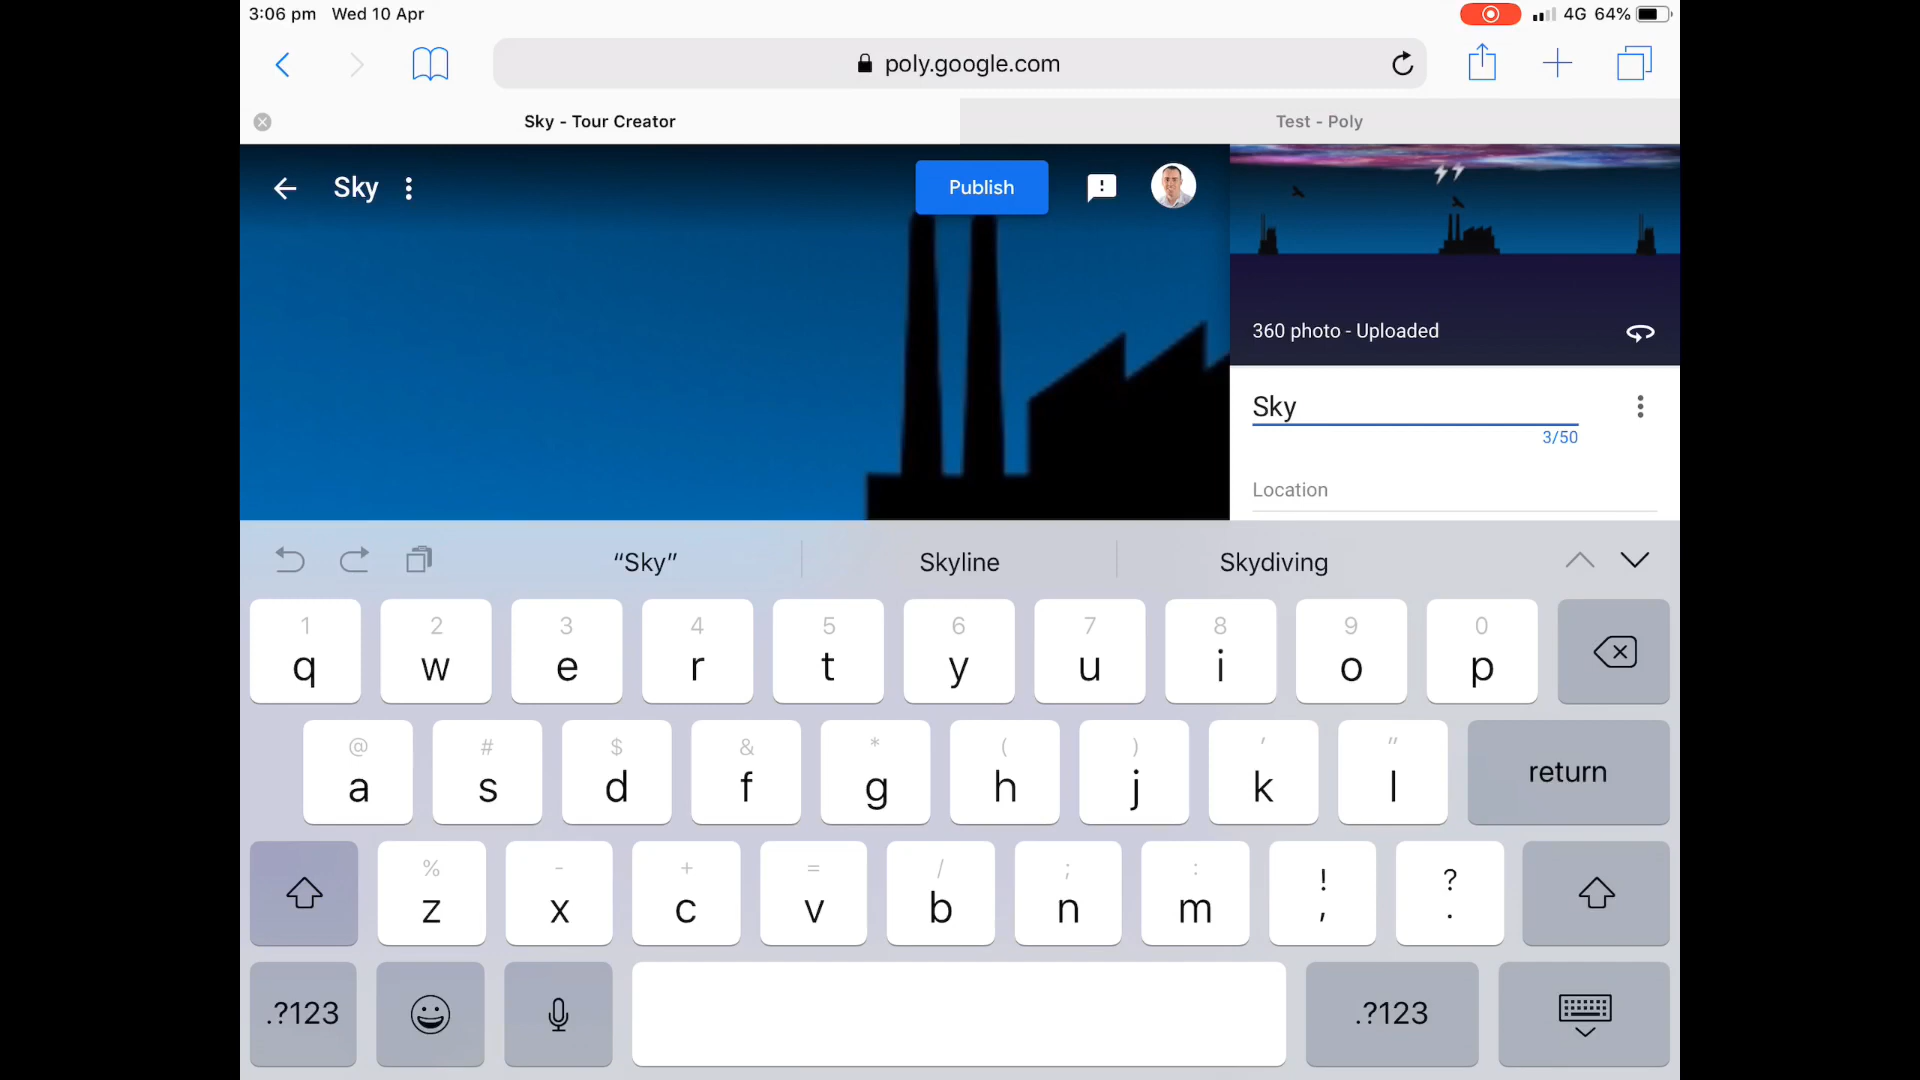 3:06 pm Wed 10 Apr
4G 64%
poly.google.com
Sky - Tour Creator
Test - Poly
Sky
Publish
360 photo - Uploaded
Sky
3/50
Location
“Sky” Skyline Skydiving
1 2 3 4 5 6 7 8 9 0
q w e r t y u i o p
@ # $ & * ( ) ' "
a s d f g h j k l return
% - + = / ; : ! ?
z x c v b n m , .
.?123 .?123